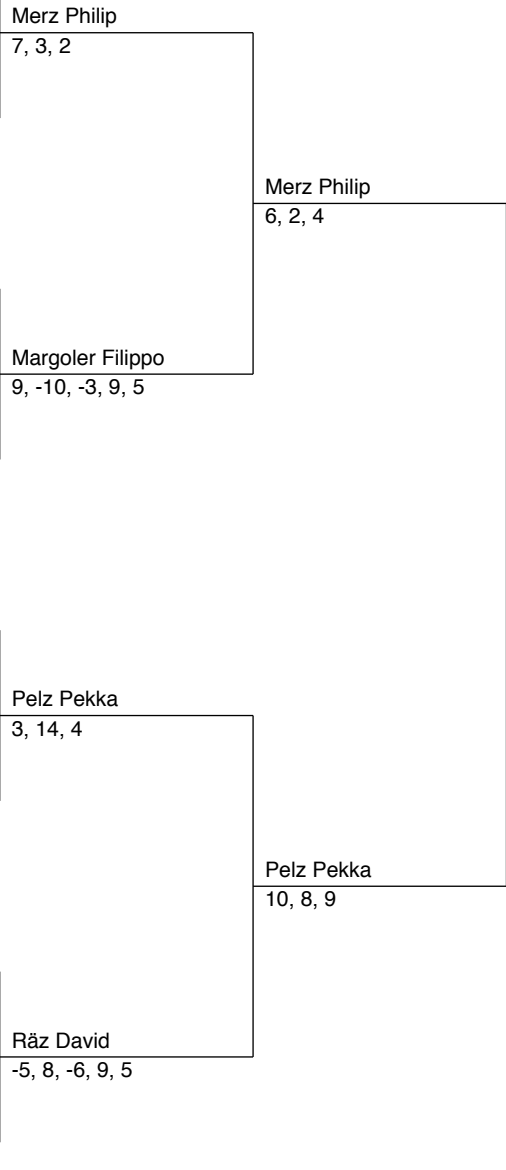 Merz Philip
7, 3, 2
Merz Philip
6, 2, 4
Margoler Filippo
9, -10, -3, 9, 5
Pelz Pekka
3, 14, 4
Pelz Pekka
10, 8, 9
Räz David
-5, 8, -6, 9, 5